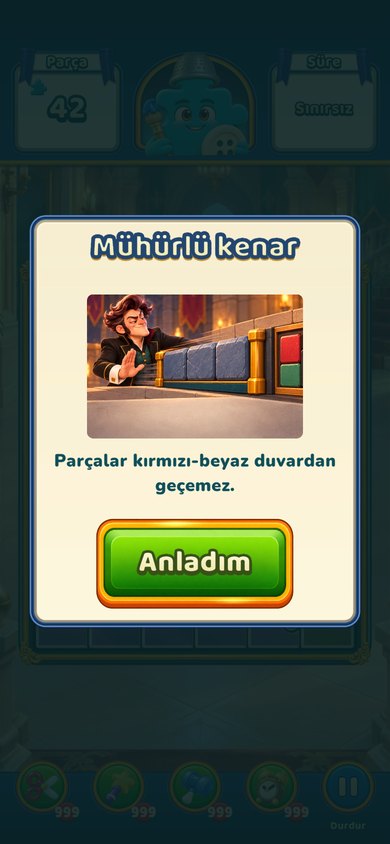 Parça
Süre
42
Sınırsız
Mühürlü kenar
Parçalar kırmızı-beyaz duvardan
geçemez.
Anladım
999
999
999
999
Durdur